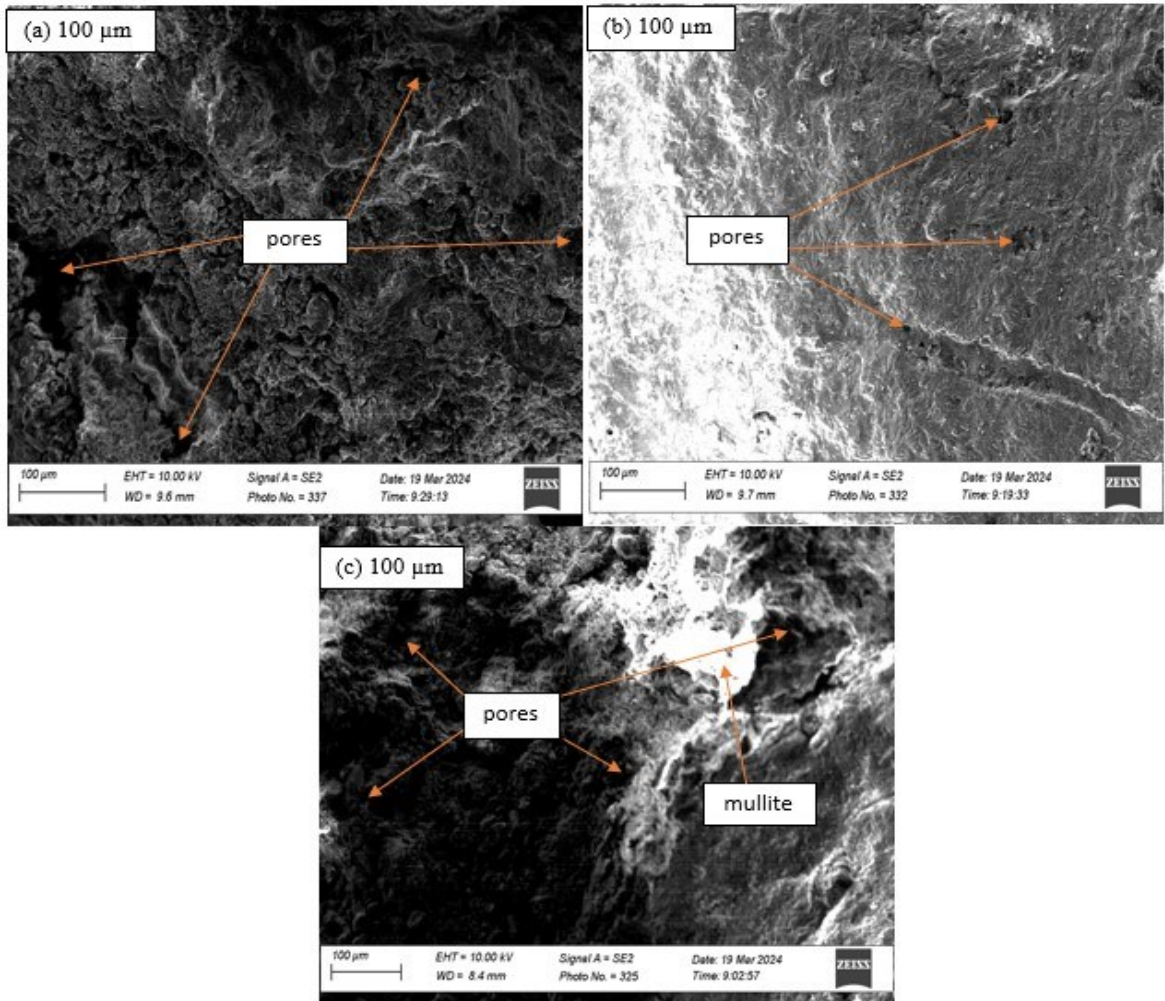 (a) 100 µm
pores
100 µm
EHT = 10.00 kV
Signal A = SE2
Date: 19 Mar 2024
WD = 9.6 mm
Photo No. = 337
Time: 9:29:13
ZEISS
(b) 100 µm
pores
100 µm
EHT = 10.00 kV
Signal A = SE2
Date: 19 Mar 2024
WD = 9.7 mm
Photo No. = 332
Time: 9:19:33
ZEISS
(c) 100 µm
pores
mullite
100 µm
EHT = 10.00 kV
Signal A = SE2
Date: 19 Mar 2024
WD = 8.4 mm
Photo No. = 325
Time: 9:02:57
ZEISS